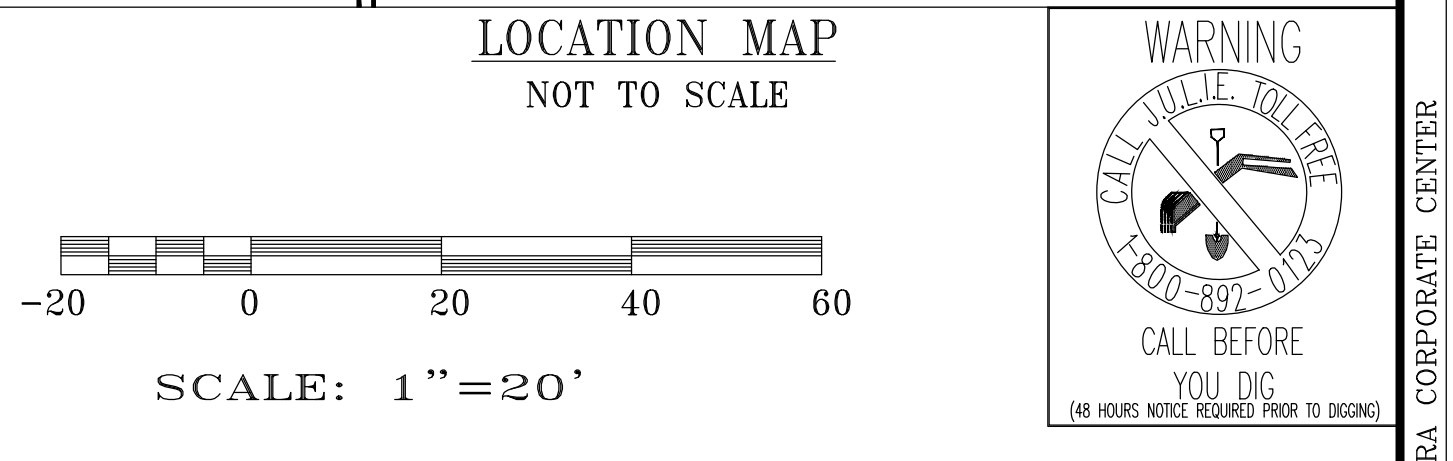 LOCATION MAP
NOT TO SCALE
-20 0 20 40 60
SCALE: 1"=20'
WARNING
CALL J.U.L.I.E. TOLL FREE
1-800-892-0123
CALL BEFORE
YOU DIG
(48 HOURS NOTICE REQUIRED PRIOR TO DIGGING)
CORPORATE CENTER